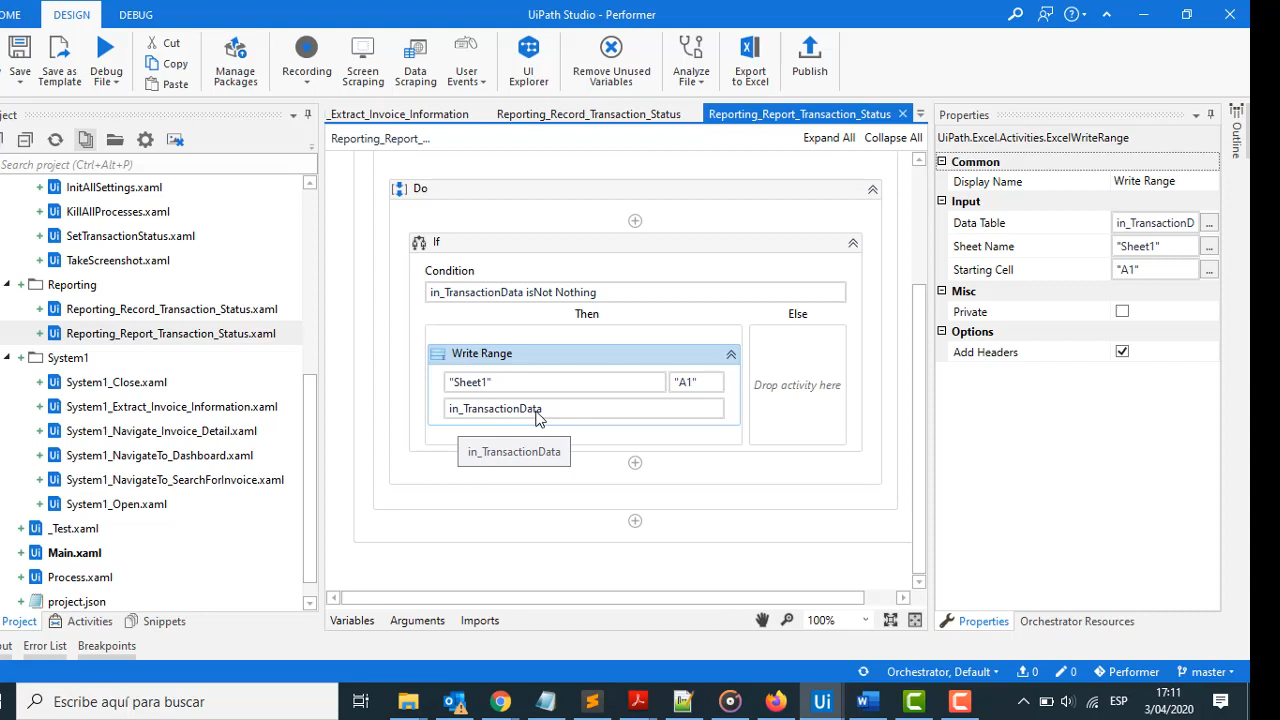 OME
DESIGN
DEBUG
UiPath Studio - Performer
Save
Save as Template
Debug File
Cut
Copy
Paste
Manage Packages
Recording
Screen Scraping
Data Scraping
User Events
UI Explorer
Remove Unused Variables
Analyze File
Export to Excel
Publish
ject
Search project (Ctrl+Alt+P)
InitAllSettings.xaml
KillAllProcesses.xaml
SetTransactionStatus.xaml
TakeScreenshot.xaml
Reporting
Reporting_Record_Transaction_Status.xaml
Reporting_Report_Transaction_Status.xaml
System1
System1_Close.xaml
System1_Extract_Invoice_Information.xaml
System1_Navigate_Invoice_Detail.xaml
System1_NavigateTo_Dashboard.xaml
System1_NavigateTo_SearchForInvoice.xaml
System1_Open.xaml
_Test.xaml
Main.xaml
Process.xaml
project.json
Project
Activities
Snippets
_Extract_Invoice_Information
Reporting_Record_Transaction_Status
Reporting_Report_Transaction_Status
Reporting_Report_...
Expand All
Collapse All
Do
If
Condition
in_TransactionData isNot Nothing
Then
Else
Write Range
"Sheet1"
"A1"
in_TransactionData
Drop activity here
in_TransactionData
Variables
Arguments
Imports
100%
Properties
UiPath.Excel.Activities.ExcelWriteRange
Common
Display Name
Write Range
Input
Data Table
in_TransactionD
...
Sheet Name
"Sheet1"
...
Starting Cell
"A1"
...
Misc
Private
Options
Add Headers
Outline
Properties
Orchestrator Resources
put
Error List
Breakpoints
Orchestrator, Default
0
0
Performer
master
Escribe aquí para buscar
ESP
17:11
3/04/2020